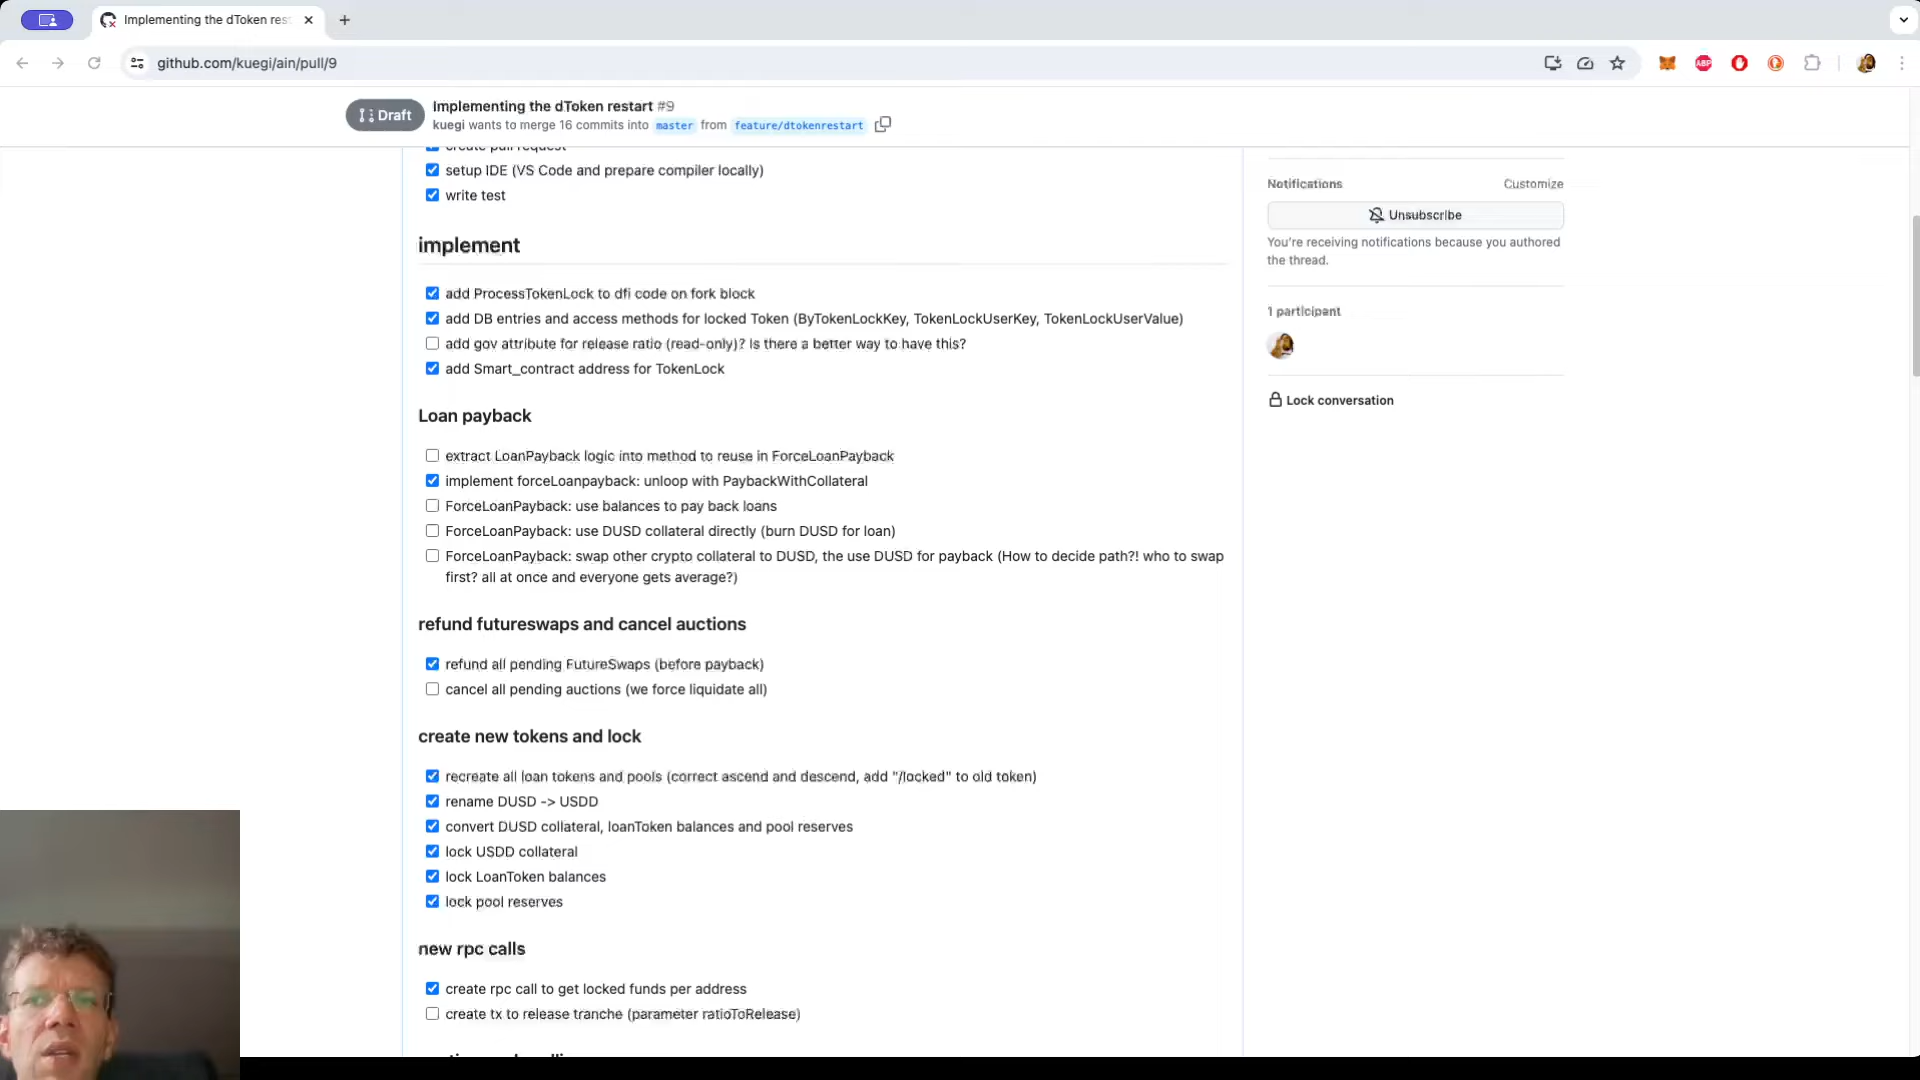 Implementing the dToken res
github.com/kuegi/ain/pull/9
ABP
Draft
Implementing the dToken restart #9
kuegi wants to merge 16 commits into master from feature/dtokenrestart
create pull request
setup IDE (VS Code and prepare compiler locally)
write test
implement
add ProcessTokenLock to dfi code on fork block
add DB entries and access methods for locked Token (ByTokenLockKey, TokenLockUserKey, TokenLockUserValue)
add gov attribute for release ratio (read-only)? Is there a better way to have this?
add Smart_contract address for TokenLock
Loan payback
extract LoanPayback logic into method to reuse in ForceLoanPayback
implement forceLoanpayback: unloop with PaybackWithCollateral
ForceLoanPayback: use balances to pay back loans
ForceLoanPayback: use DUSD collateral directly (burn DUSD for loan)
ForceLoanPayback: swap other crypto collateral to DUSD, the use DUSD for payback (How to decide path?! who to swap
first? all at once and everyone gets average?)
refund futureswaps and cancel auctions
refund all pending FutureSwaps (before payback)
cancel all pending auctions (we force liquidate all)
create new tokens and lock
recreate all loan tokens and pools (correct ascend and descend, add "/locked" to old token)
rename DUSD -> USDD
convert DUSD collateral, loanToken balances and pool reserves
lock USDD collateral
lock LoanToken balances
lock pool reserves
new rpc calls
create rpc call to get locked funds per address
create tx to release tranche (parameter ratioToRelease)
Notifications
Customize
Unsubscribe
You're receiving notifications because you authored
the thread.
1 participant
Lock conversation